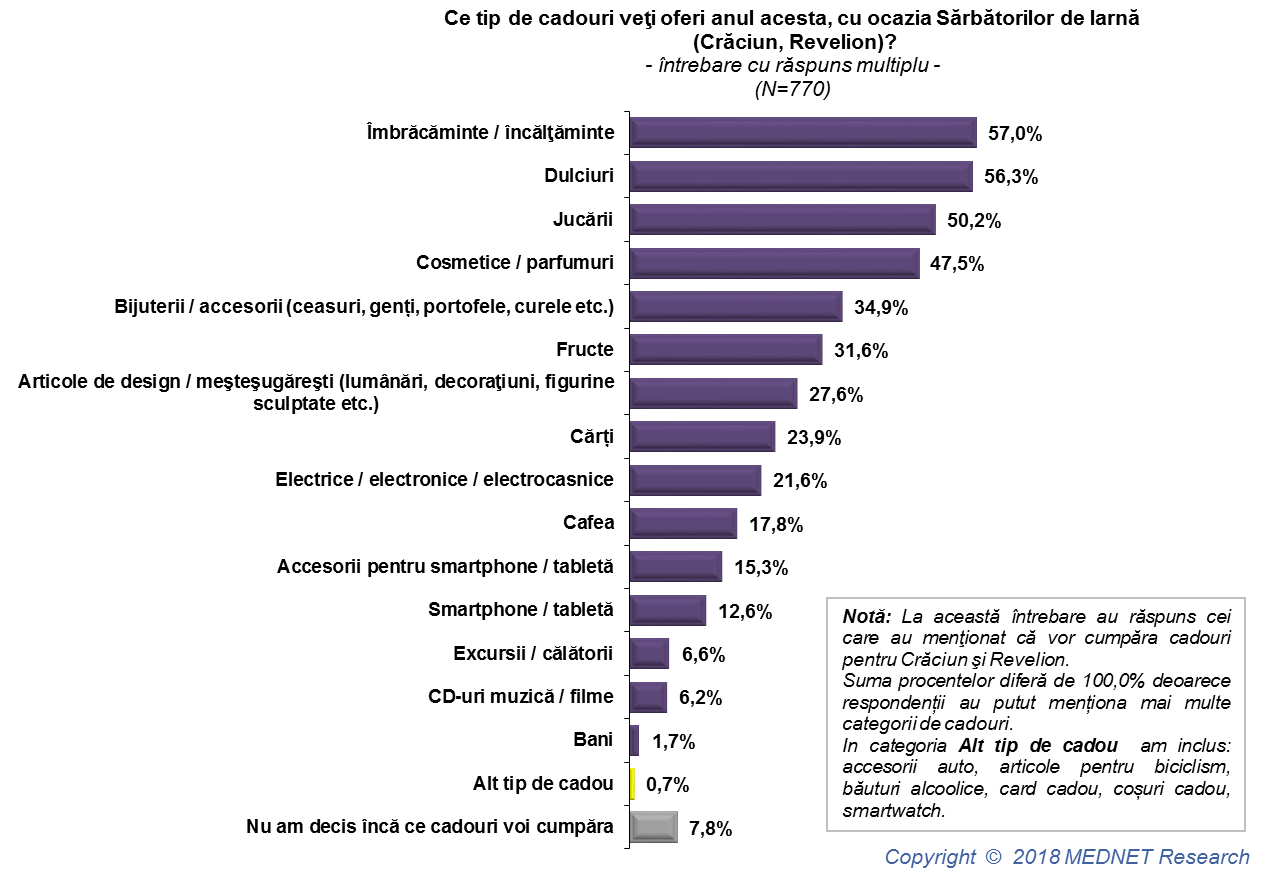 Ce tip de cadouri veţi oferi anul acesta, cu ocazia Sărbătorilor de Iarnă
(Crăciun, Revelion)?
- întrebare cu răspuns multiplu -
(N=770)
Îmbrăcăminte / încălţăminte 57,0%
Dulciuri 56,3%
Jucării 50,2%
Cosmetice / parfumuri 47,5%
Bijuterii / accesorii (ceasuri, genți, portofele, curele etc.) 34,9%
Fructe 31,6%
Articole de design / meşteşugăreşti (lumânări, decoraţiuni, figurine
sculptate etc.) 27,6%
Cărți 23,9%
Electrice / electronice / electrocasnice 21,6%
Cafea 17,8%
Accesorii pentru smartphone / tabletă 15,3%
Smartphone / tabletă 12,6%
Excursii / călătorii 6,6%
CD-uri muzică / filme 6,2%
Bani 1,7%
Alt tip de cadou 0,7%
Nu am decis încă ce cadouri voi cumpăra 7,8%
Notă: La această întrebare au răspuns cei
care au menţionat că vor cumpăra cadouri
pentru Crăciun şi Revelion.
Suma procentelor diferă de 100,0% deoarece
respondenții au putut menționa mai multe
categorii de cadouri.
In categoria Alt tip de cadou am inclus:
accesorii auto, articole pentru biciclism,
băuturi alcoolice, card cadou, coșuri cadou,
smartwatch.
Copyright © 2018 MEDNET Research